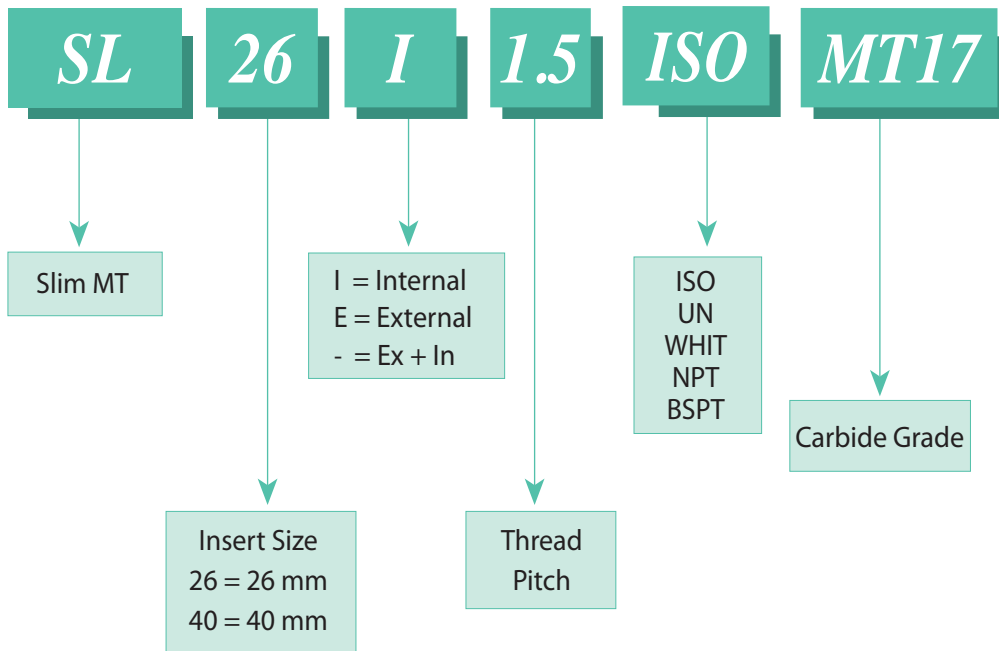 SL 26 I 1.5 ISO MT17
Slim MT
I = Internal
E = External
- = Ex + In
ISO
UN
WHIT
NPT
BSPT
Carbide Grade
Insert Size
26 = 26 mm
40 = 40 mm
Thread
Pitch